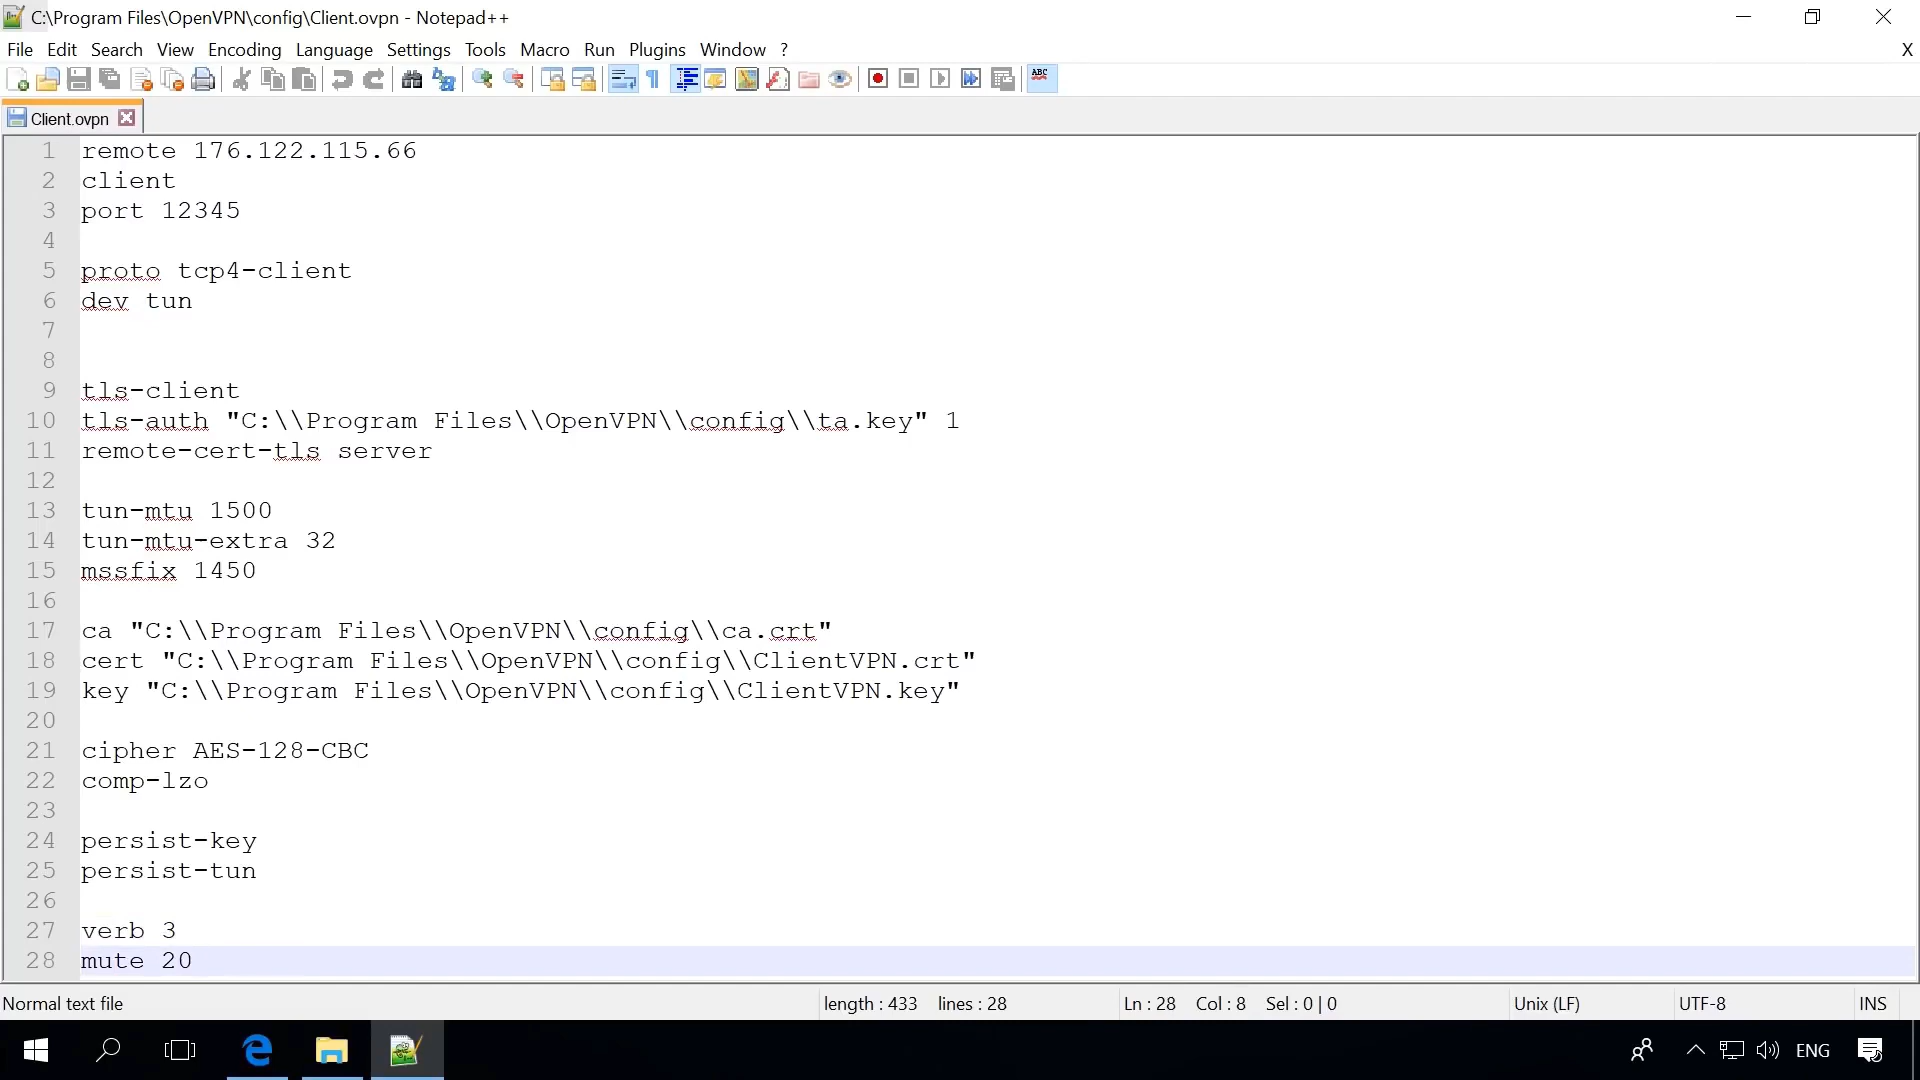 C:\Program Files\OpenVPN\config\Client.ovpn - Notepad++
File Edit Search View Encoding Language Settings Tools Macro Run Plugins Window ? X
ABC
Client.ovpn
1 remote 176.122.115.66
2 client
3 port 12345
4
5 proto tcp4-client
6 dev tun
7
8
9 tls-client
10 tls-auth "C:\\Program Files\\OpenVPN\\config\\ta.key" 1
11 remote-cert-tls server
12
13 tun-mtu 1500
14 tun-mtu-extra 32
15 mssfix 1450
16
17 ca "C:\\Program Files\\OpenVPN\\config\\ca.crt"
18 cert "C:\\Program Files\\OpenVPN\\config\\ClientVPN.crt"
19 key "C:\\Program Files\\OpenVPN\\config\\ClientVPN.key"
20
21 cipher AES-128-CBC
22 comp-lzo
23
24 persist-key
25 persist-tun
26
27 verb 3
28 mute 20
Normal text file length : 433 lines : 28 Ln : 28 Col : 8 Sel : 0 | 0 Unix (LF) UTF-8 INS
ENG